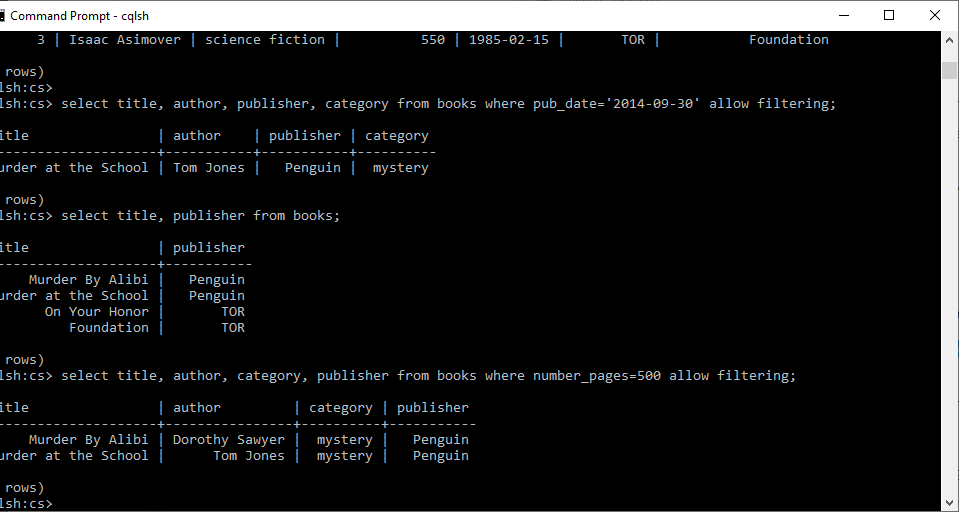 Command Prompt - cqlsh
3 | Isaac Asimover | science fiction |          550 | 1985-02-15 |       TOR |           Foundation
rows)
lsh:cs>
lsh:cs> select title, author, publisher, category from books where pub_date='2014-09-30' allow filtering;
itle                | author    | publisher | category
--------------------+-----------+-----------+----------
urder at the School | Tom Jones |   Penguin |  mystery
rows)
lsh:cs> select title, publisher from books;
itle                | publisher
--------------------+-----------
    Murder By Alibi |   Penguin
urder at the School |   Penguin
      On Your Honor |       TOR
         Foundation |       TOR
rows)
lsh:cs> select title, author, category, publisher from books where number_pages=500 allow filtering;
itle                | author         | category | publisher
--------------------+----------------+----------+-----------
    Murder By Alibi | Dorothy Sawyer |  mystery |   Penguin
urder at the School |      Tom Jones |  mystery |   Penguin
rows)
lsh:cs>